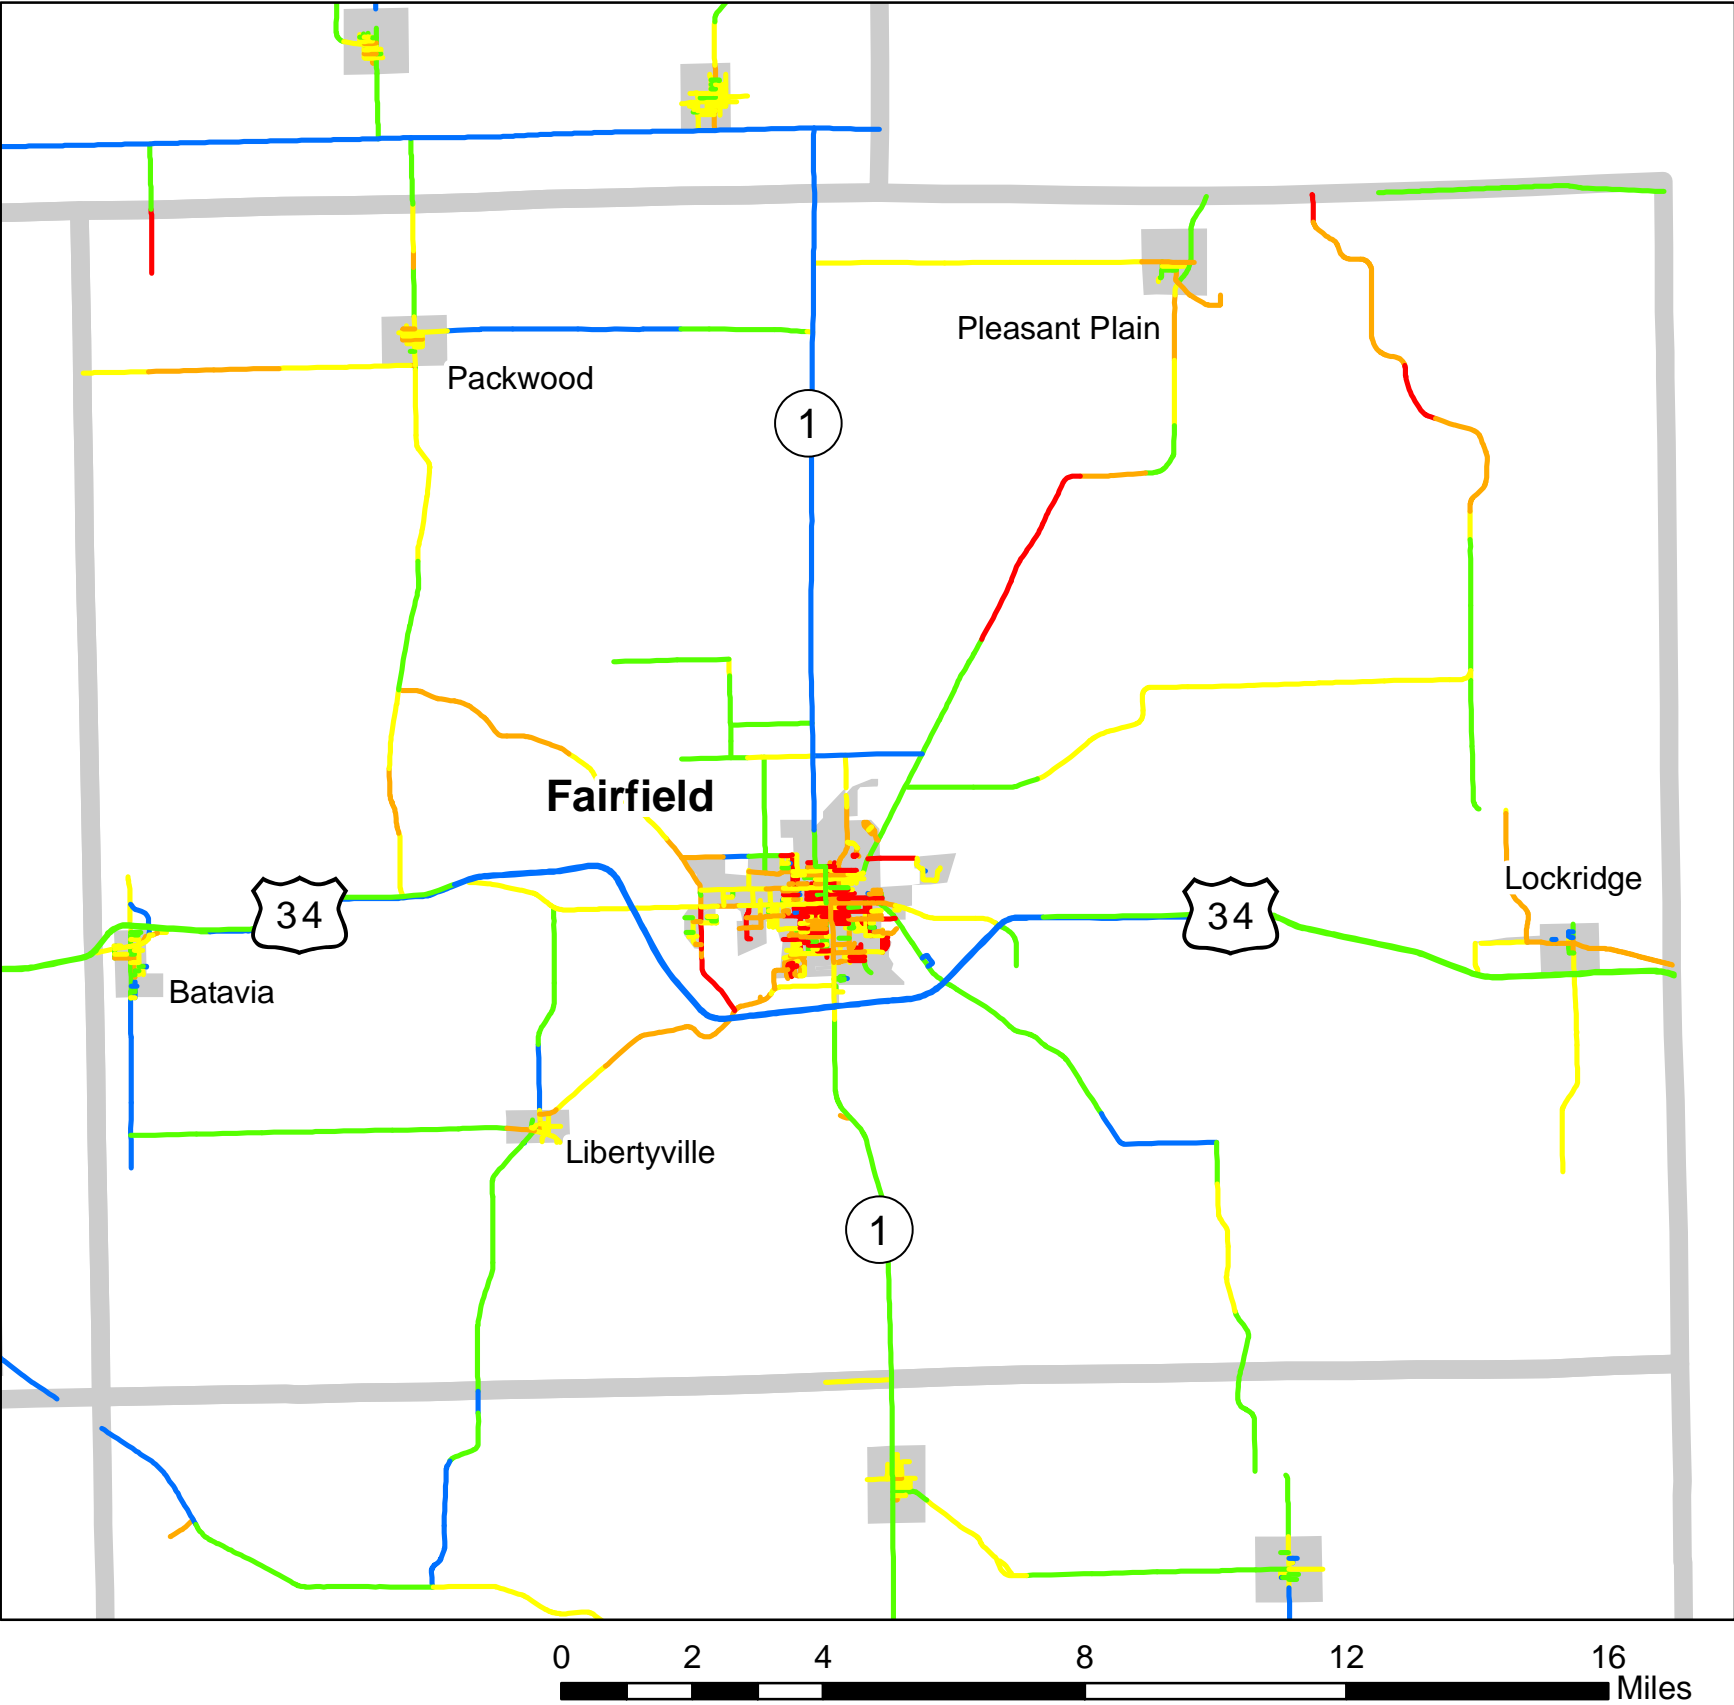 Pleasant Plain
Packwood
1
Fairfield
Lockridge
34
34
Batavia
Libertyville
1
0 2 4 8 12 16
Miles